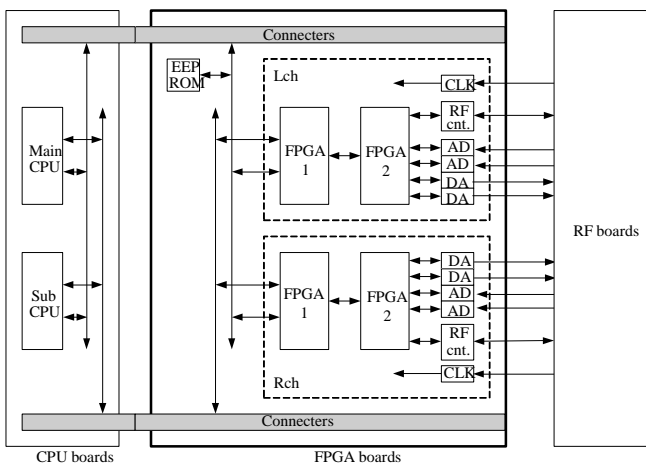 Connecters
EEP
ROM
Lch
CLK
RF
cnt.
Main
CPU
FPGA
1
FPGA
2
AD
AD
DA
DA
RF boards
Sub
CPU
FPGA
1
FPGA
2
DA
DA
AD
AD
RF
cnt.
Rch
CLK
Connecters
CPU boards
FPGA boards